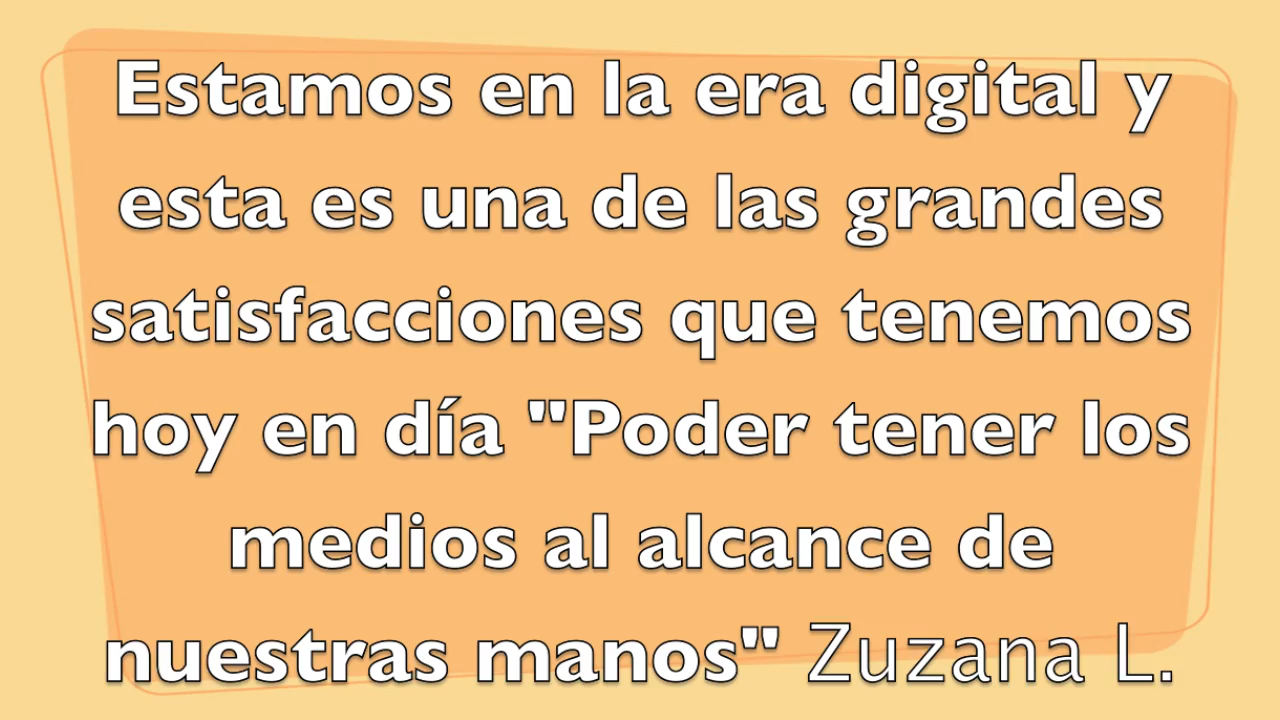 Estamos en la era digital y
esta es una de las grandes
satisfacciones que tenemos
hoy en día "Poder tener los
medios al alcance de
nuestras manos" Zuzana L.